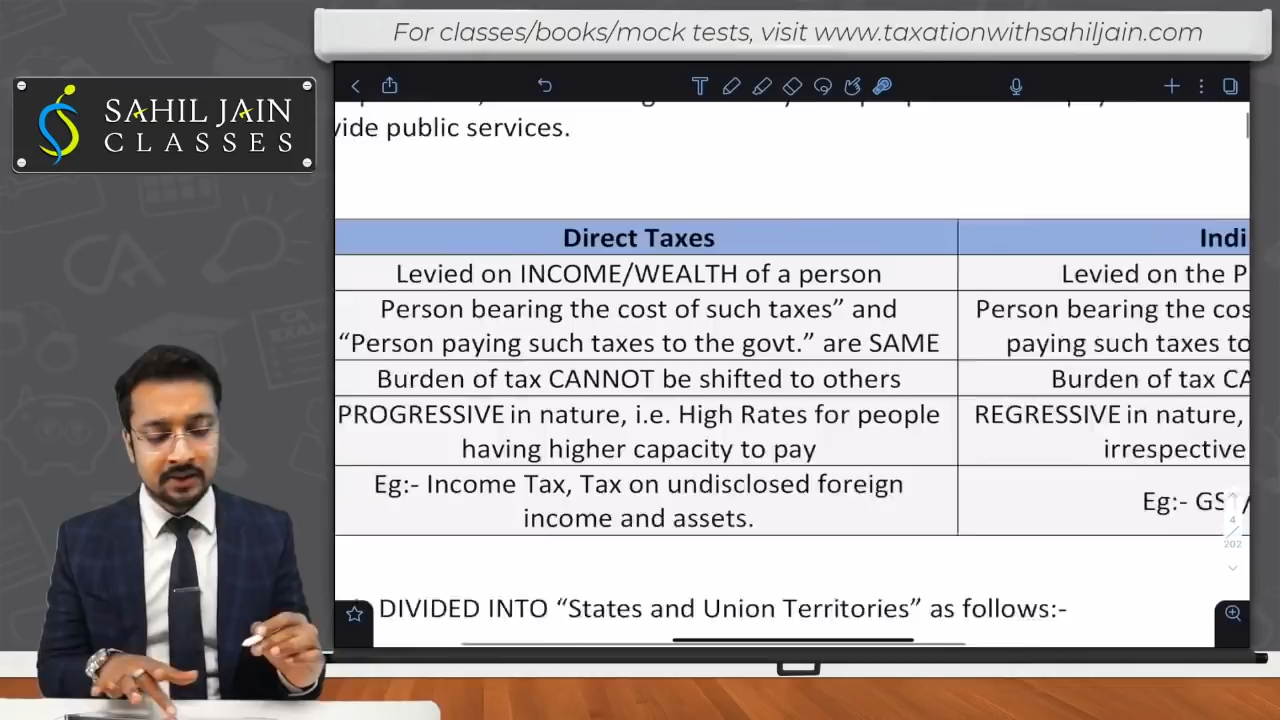 For classes/books/mock tests, visit www.taxationwithsahiljain.com
SAHIL JAIN
CLASSES
vide public services.
Direct Taxes
Indi
Levied on INCOME/WEALTH of a person
Levied on the P
Person bearing the cost of such taxes” and
“Person paying such taxes to the govt.” are SAME
Person bearing the cos
paying such taxes to
Burden of tax CANNOT be shifted to others
Burden of tax CA
PROGRESSIVE in nature, i.e. High Rates for people
having higher capacity to pay
REGRESSIVE in nature,
irrespective
Eg:- Income Tax, Tax on undisclosed foreign
income and assets.
Eg:- GST
4
202
DIVIDED INTO “States and Union Territories” as follows:-
CA